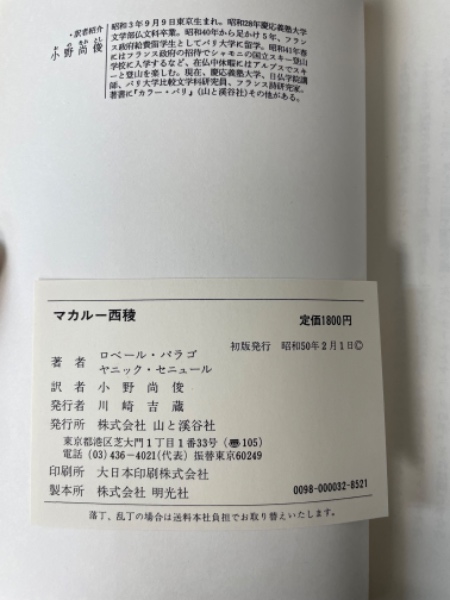 ・訳者紹介
小野尚俊
おのなおとし
昭和3年9月9日東京生まれ。昭和28年慶応義塾大学
文学部仏文科卒業。昭和40年から足かけ5年、フラン
ス政府給費留学生としてパリ大学に留学。昭和41年春
にはフランス政府の招待でシャモニの国立スキー登山
学校に入学するなど、在仏中休暇にはアルプスでスキ
ーと登山を楽しむ。現在、慶応義塾大学、日仏学院講
師、パリ大学比較文学科研究員、フランス詩研究家。
著書に『カラー・パリ』(山と溪谷社)その他がある。
マカルー西稜
定価1800円
初版発行 昭和50年2月1日©
著者 ロベール・パラゴ
ヤニック・セニュール
訳者 小野尚俊
発行者 川崎吉蔵
発行所 株式会社 山と溪谷社
東京都港区芝大門1丁目1番33号(〒105)
電話(03)436-4021(代表) 振替東京60249
印刷所 大日本印刷株式会社
製本所 株式会社 明光社
0098-000032-8521
落丁、乱丁の場合は送料本社負担でお取り替えいたします。